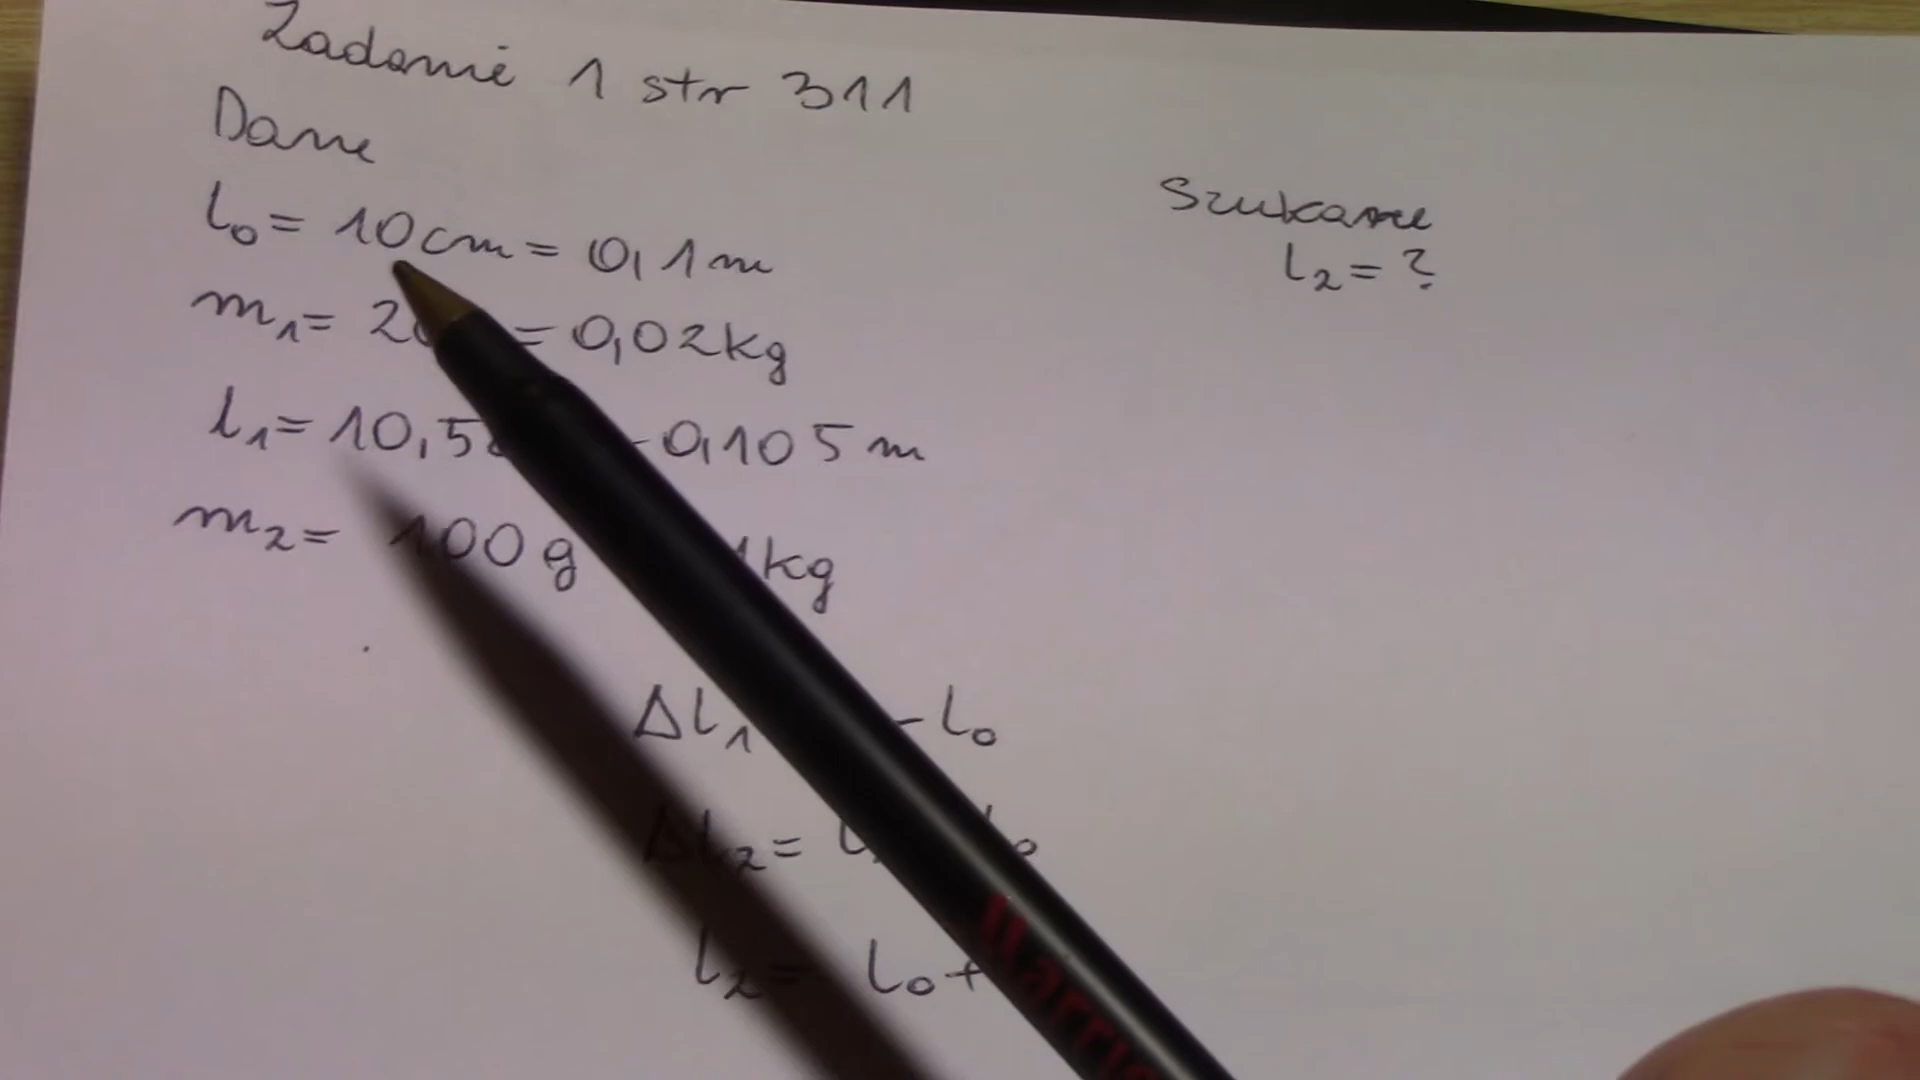 Zadanie 1 str 311
Dane
l₀ = 10cm = 0,1m
Szukane
l₂ = ?
m₁ = 2 = 0,02kg
l₁ = 10,5 0,105m
m₂ = 100g 1kg
Δl₁ - l₀
Δl₂ =
l₂ = l₀ +